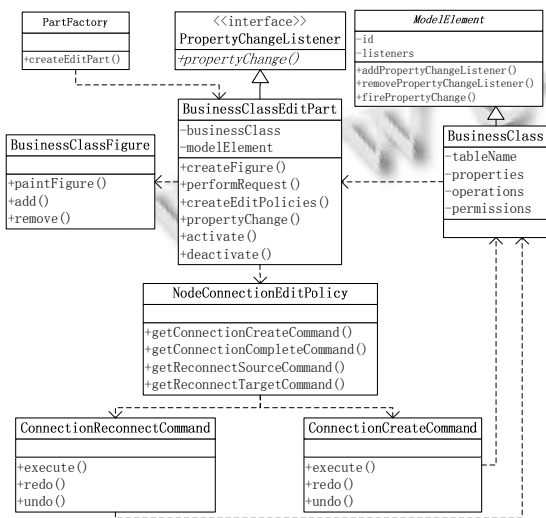 PartFactory
+createEditPart()
<<interface>>
PropertyChangeListener
+propertyChange()
ModelElement
-id
-listeners
+addPropertyChangeListener()
+removePropertyChangeListener()
+firePropertyChange()
BusinessClassFigure
+paintFigure()
+add()
+remove()
BusinessClassEditPart
-businessClass
-modelElement
+createFigure()
+performRequest()
+createEditPolicies()
+propertyChange()
+activate()
+deactivate()
BusinessClass
-tableName
-properties
-operations
-permissions
NodeConnectionEditPolicy
+getConnectionCreateCommand()
+getConnectionCompleteCommand()
+getReconnectSourceCommand()
+getReconnectTargetCommand()
ConnectionReconnectCommand
+execute()
+redo()
+undo()
ConnectionCreateCommand
+execute()
+redo()
+undo()